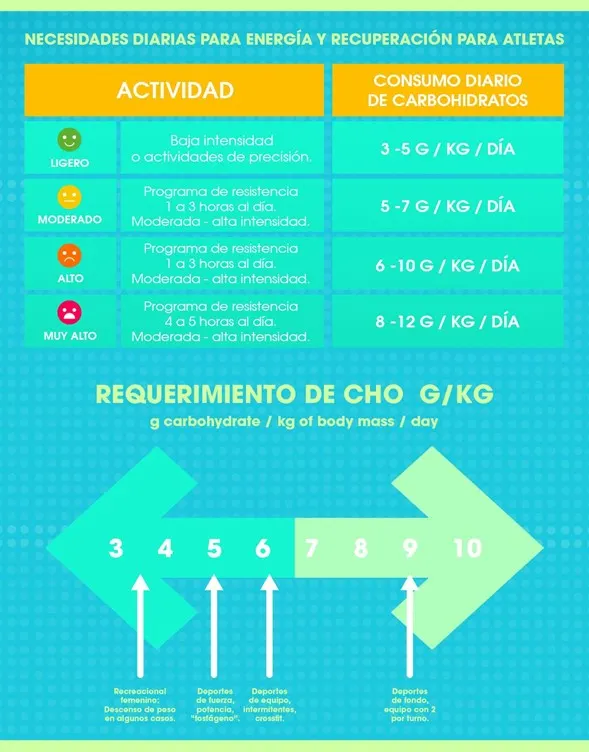 NECESIDADES DIARIAS PARA ENERGÍA Y RECUPERACIÓN PARA ATLETAS
ACTIVIDAD
CONSUMO DIARIO
DE CARBOHIDRATOS
LIGERO
Baja intensidad
o actividades de precisión.
3 -5 G / KG / DÍA
MODERADO
Programa de resistencia
1 a 3 horas al día.
Moderada - alta intensidad.
5 -7 G / KG / DÍA
ALTO
Programa de resistencia
1 a 3 horas al día.
Moderada - alta intensidad.
6 -10 G / KG / DÍA
MUY ALTO
Programa de resistencia
4 a 5 horas al día.
Moderada - alta intensidad.
8 -12 G / KG / DÍA
REQUERIMIENTO DE CHO G/KG
g carbohydrate / kg of body mass / day
3 4 5 6 7 8 9 10
Recreacional
femenino:
Descenso de peso
en algunos casos.
Deportes
de fuerza,
potencia,
"fosfágeno".
Deportes
de equipo,
intermitentes,
crossfit.
Deportes
de fondo,
equipo con 2
por turno.